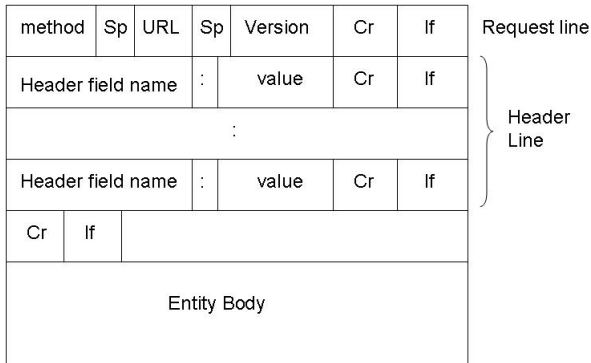 method Sp URL Sp Version Cr lf Request line
Header field name : value Cr lf
:
Header Line
Header field name : value Cr lf
Cr lf
Entity Body